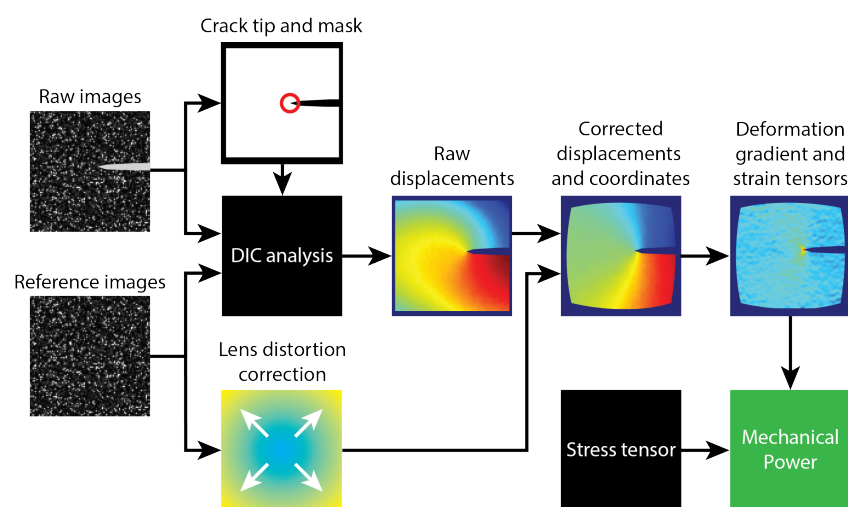 Crack tip and mask
Raw images
Raw
displacements
Corrected
displacements
and coordinates
Deformation
gradient and
strain tensors
DIC analysis
Reference images
Lens distortion
correction
Stress tensor
Mechanical
Power